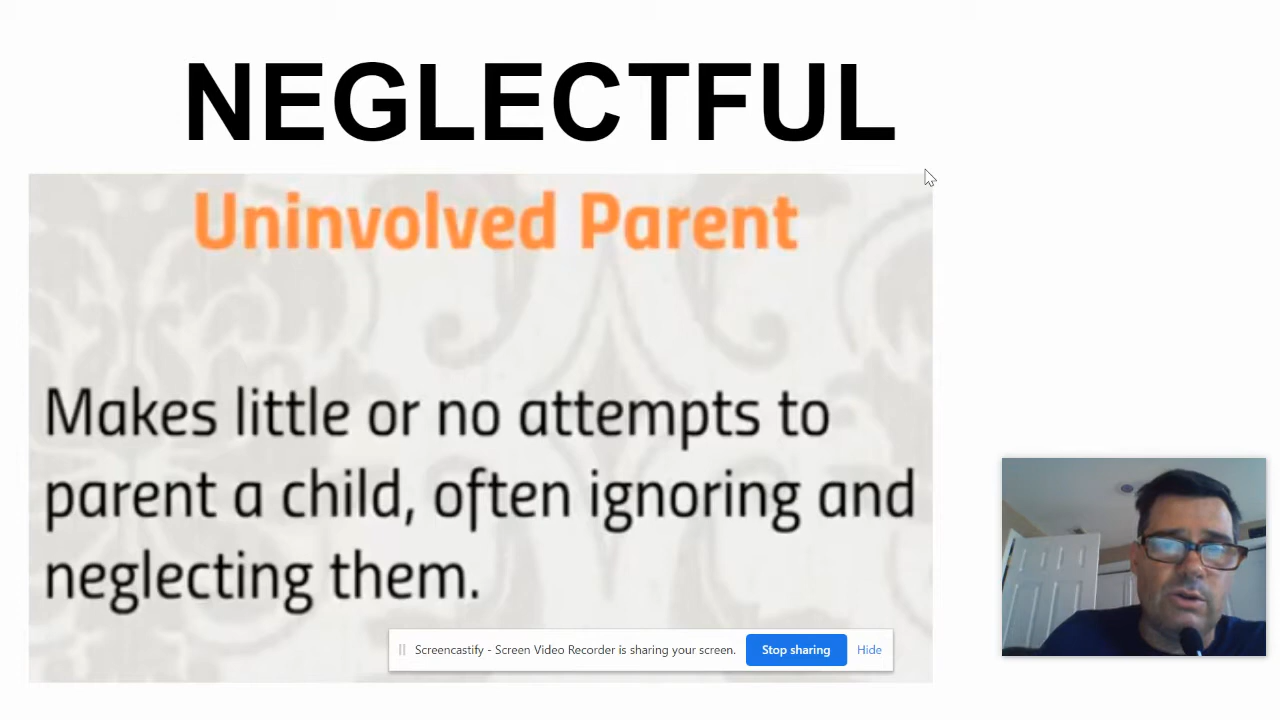 NEGLECTFUL
Uninvolved Parent
Makes little or no attempts to
parent a child, often ignoring and
neglecting them.
Screencastify - Screen Video Recorder is sharing your screen. Stop sharing Hide